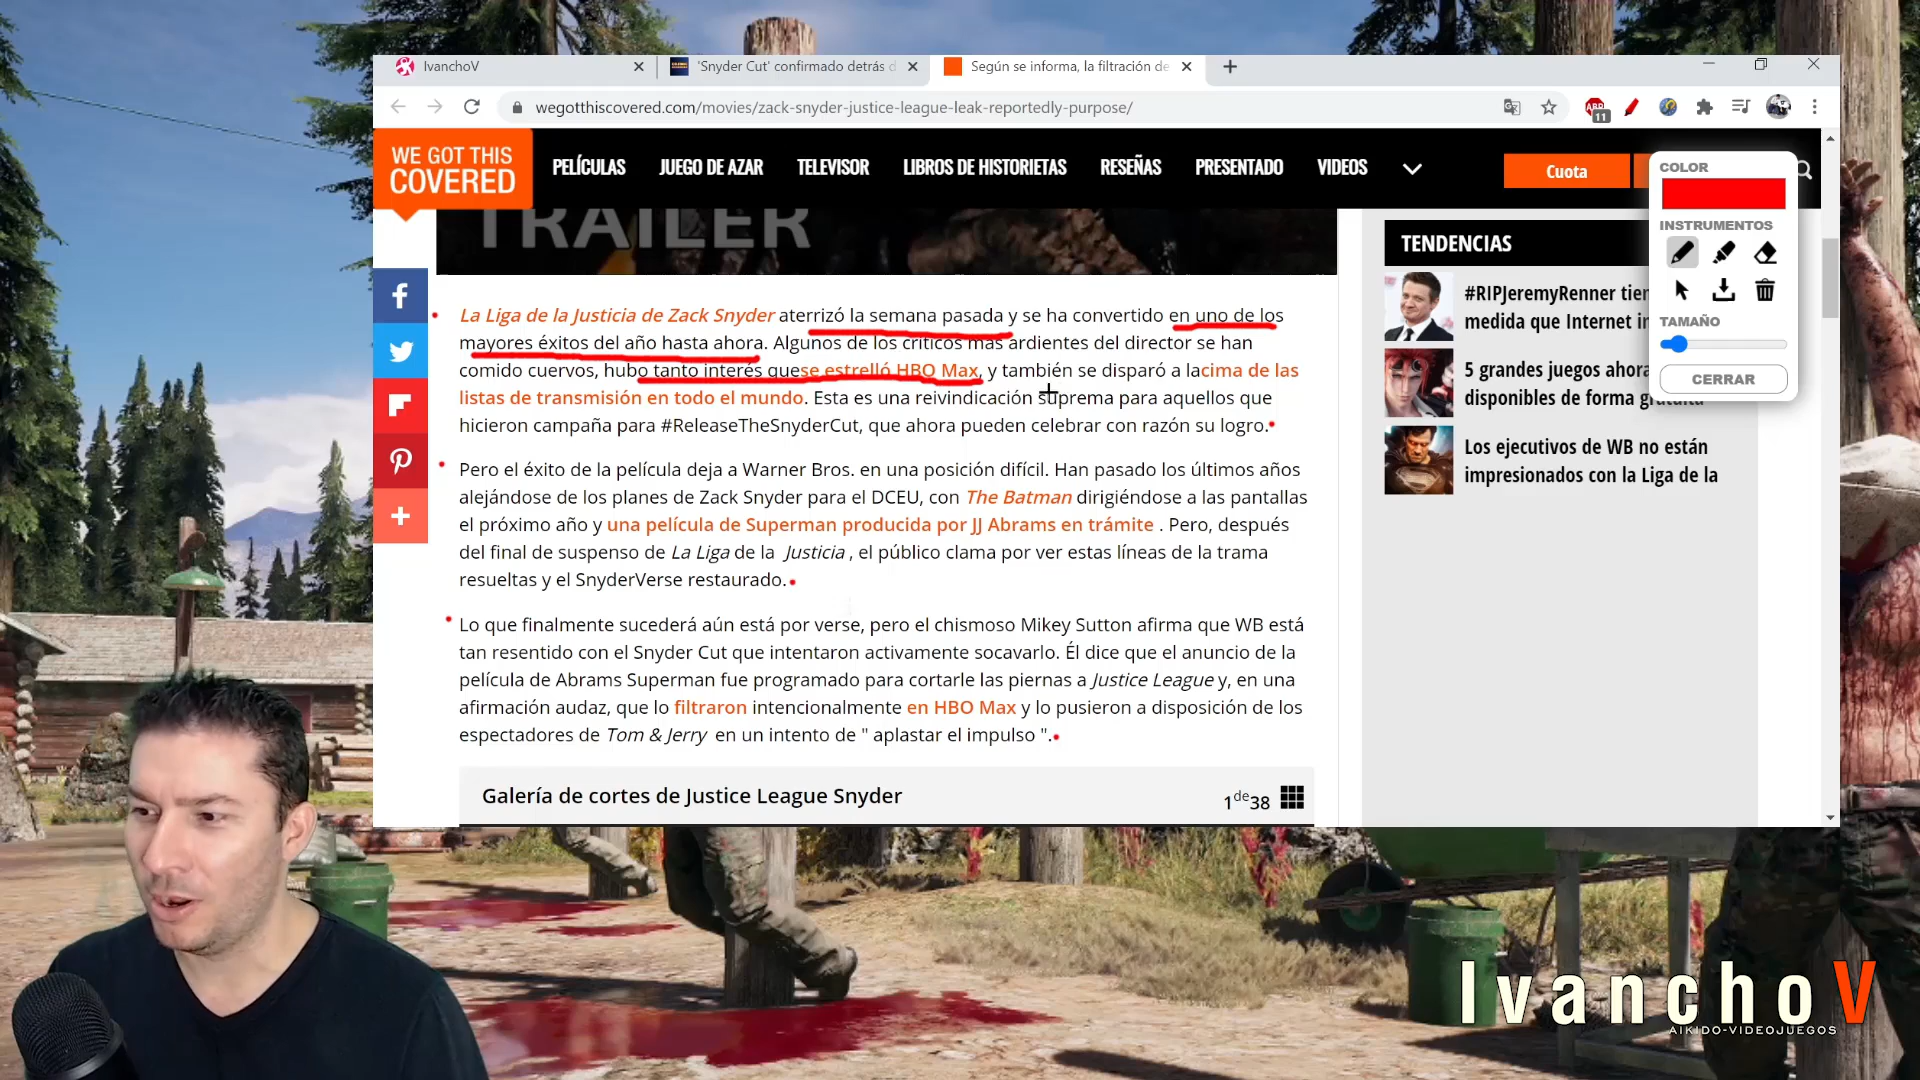 IvanchoV
'Snyder Cut' confirmado detrás d
Según se informa, la filtración de
wegotthiscovered.com/movies/zack-snyder-justice-league-leak-reportedly-purpose/
ABP
11
WE GOT THIS
COVERED
PELÍCULAS
JUEGO DE AZAR
TELEVISOR
LIBROS DE HISTORIETAS
RESEÑAS
PRESENTADO
VIDEOS
Cuota
COLOR
INSTRUMENTOS
TAMAÑO
CERRAR
TRAILER
La Liga de la Justicia de Zack Snyder aterrizó la semana pasada y se ha convertido en uno de los
mayores éxitos del año hasta ahora. Algunos de los críticos más ardientes del director se han
comido cuervos, hubo tanto interés quese estrelló HBO Max, y también se disparó a lacima de las
listas de transmisión en todo el mundo. Esta es una reivindicación suprema para aquellos que
hicieron campaña para #ReleaseTheSnyderCut, que ahora pueden celebrar con razón su logro.
Pero el éxito de la película deja a Warner Bros. en una posición difícil. Han pasado los últimos años
alejándose de los planes de Zack Snyder para el DCEU, con The Batman dirigiéndose a las pantallas
el próximo año y una película de Superman producida por JJ Abrams en trámite . Pero, después
del final de suspenso de La Liga de la Justicia , el público clama por ver estas líneas de la trama
resueltas y el SnyderVerse restaurado.
Lo que finalmente sucederá aún está por verse, pero el chismoso Mikey Sutton afirma que WB está
tan resentido con el Snyder Cut que intentaron activamente socavarlo. Él dice que el anuncio de la
película de Abrams Superman fue programado para cortarle las piernas a Justice League y, en una
afirmación audaz, que lo filtraron intencionalmente en HBO Max y lo pusieron a disposición de los
espectadores de Tom & Jerry en un intento de " aplastar el impulso ".
Galería de cortes de Justice League Snyder
1 de 38
TENDENCIAS
#RIPJeremyRenner tien
medida que Internet in
5 grandes juegos ahora
disponibles de forma gratuita
Los ejecutivos de WB no están
impresionados con la Liga de la
IvanchoV
AIKIDO-VIDEOJUEGOS